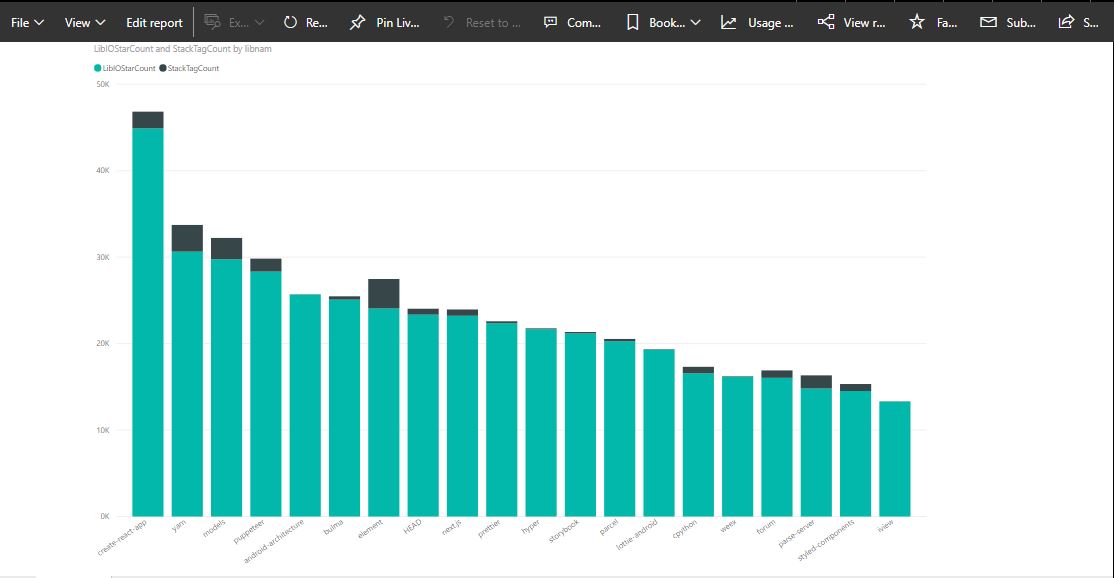 File View Edit report Ex... Re... Pin Liv... Reset to ... Com... Book... Usage ... View r... Fa... Sub... S...
LibIOStarCount and StackTagCount by libnam
LibIOStarCount StackTagCount
50K
40K
30K
20K
10K
0K
create-react-app
yarn
models
puppeteer
android-architecture
bulma
element
HEAD
next.js
prettier
hyper
storybook
parcel
lottie-android
cpython
weex
forum
parse-server
styled-components
iview